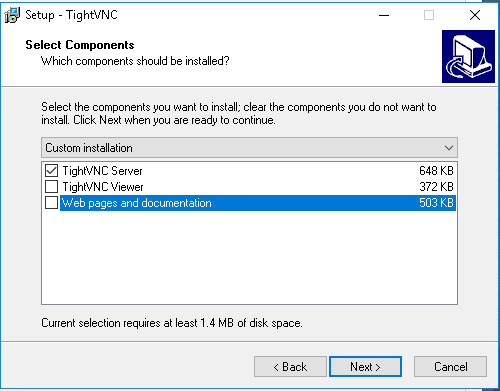 Setup - TightVNC
Select Components
Which components should be installed?
Select the components you want to install; clear the components you do not want to
install. Click Next when you are ready to continue.
Custom installation
TightVNC Server 648 KB
TightVNC Viewer 372 KB
Web pages and documentation 503 KB
Current selection requires at least 1.4 MB of disk space.
< Back Next > Cancel